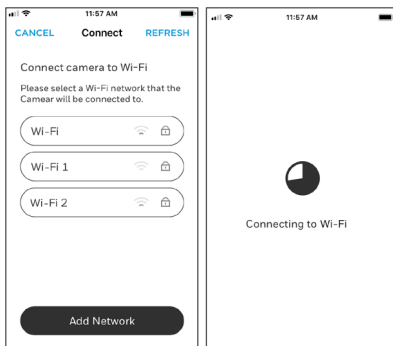 11:57 AM
CANCEL Connect REFRESH
Connect camera to Wi-Fi
Please select a Wi-Fi network that the
Camear will be connected to.
Wi-Fi
Wi-Fi 1
Wi-Fi 2
Add Network
11:57 AM
Connecting to Wi-Fi